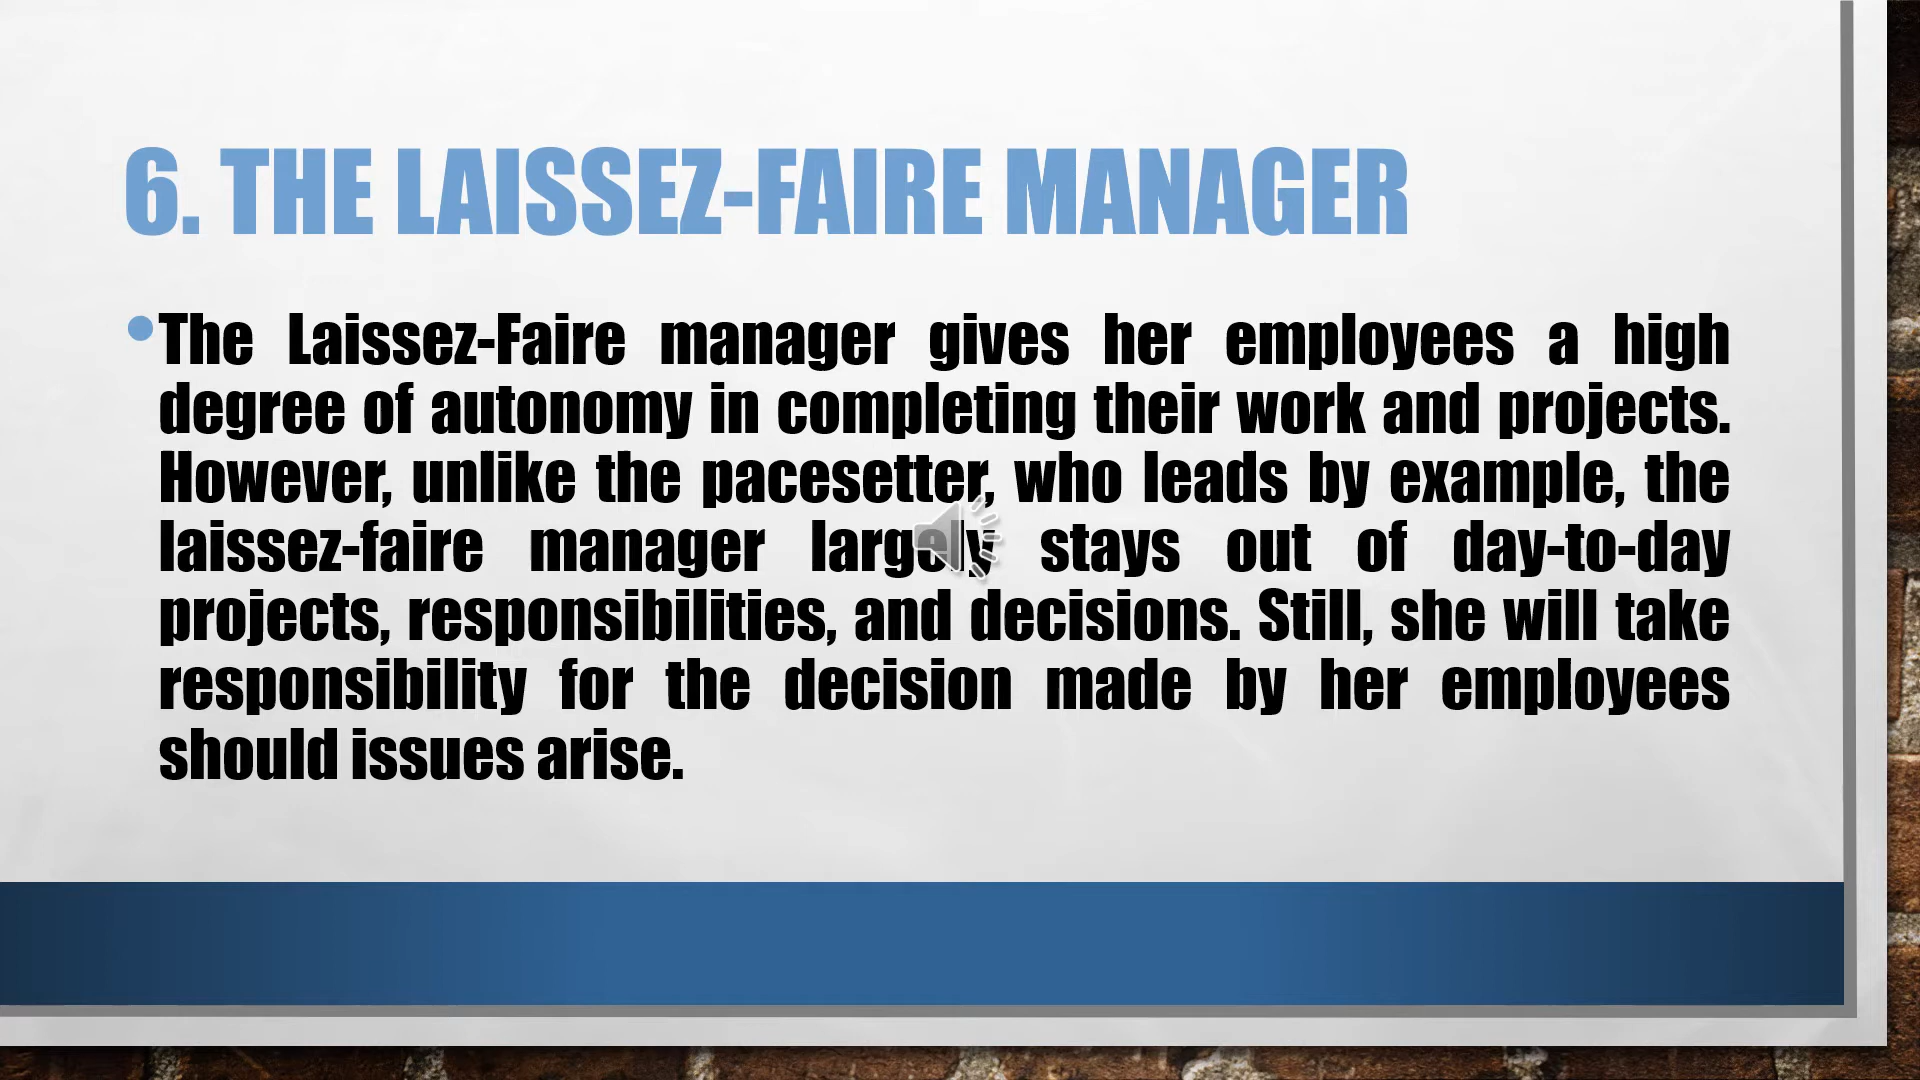 6. THE LAISSEZ-FAIRE MANAGER
•The Laissez-Faire manager gives her employees a high
degree of autonomy in completing their work and projects.
However, unlike the pacesetter, who leads by example, the
laissez-faire manager largely stays out of day-to-day
projects, responsibilities, and decisions. Still, she will take
responsibility for the decision made by her employees
should issues arise.